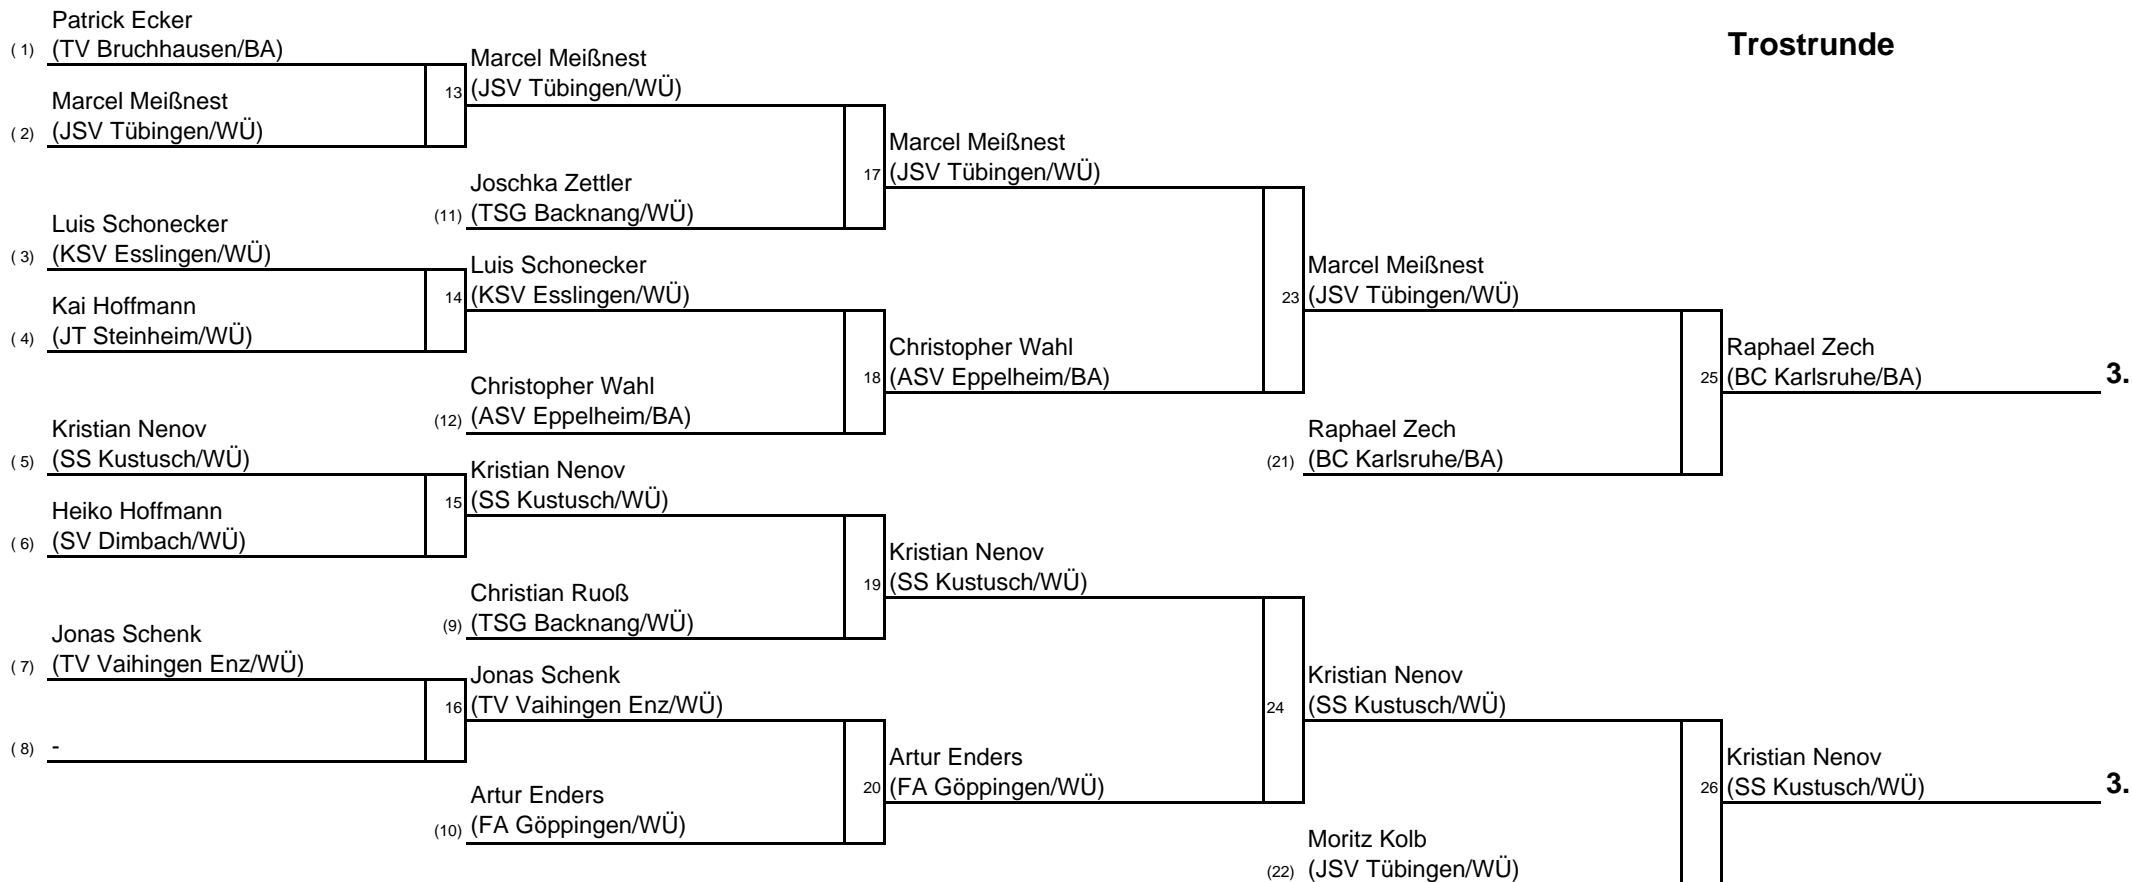 Trostrunde
Patrick Ecker
( 1) (TV Bruchhausen/BA)
Marcel Meißnest
( 2) (JSV Tübingen/WÜ)
Luis Schonecker
( 3) (KSV Esslingen/WÜ)
Kai Hoffmann
( 4) (JT Steinheim/WÜ)
Kristian Nenov
( 5) (SS Kustusch/WÜ)
Heiko Hoffmann
( 6) (SV Dimbach/WÜ)
Jonas Schenk
( 7) (TV Vaihingen Enz/WÜ)
( 8) -
Marcel Meißnest
13 (JSV Tübingen/WÜ)
Joschka Zettler
(11) (TSG Backnang/WÜ)
Luis Schonecker
14 (KSV Esslingen/WÜ)
Christopher Wahl
(12) (ASV Eppelheim/BA)
Kristian Nenov
15 (SS Kustusch/WÜ)
Christian Ruoß
(9) (TSG Backnang/WÜ)
Jonas Schenk
16 (TV Vaihingen Enz/WÜ)
Artur Enders
(10) (FA Göppingen/WÜ)
Marcel Meißnest
17 (JSV Tübingen/WÜ)
Christopher Wahl
18 (ASV Eppelheim/BA)
Kristian Nenov
19 (SS Kustusch/WÜ)
Artur Enders
20 (FA Göppingen/WÜ)
Marcel Meißnest
23 (JSV Tübingen/WÜ)
Raphael Zech
(21) (BC Karlsruhe/BA)
Kristian Nenov
24 (SS Kustusch/WÜ)
Moritz Kolb
(22) (JSV Tübingen/WÜ)
Raphael Zech
25 (BC Karlsruhe/BA) 3.
Kristian Nenov
26 (SS Kustusch/WÜ) 3.